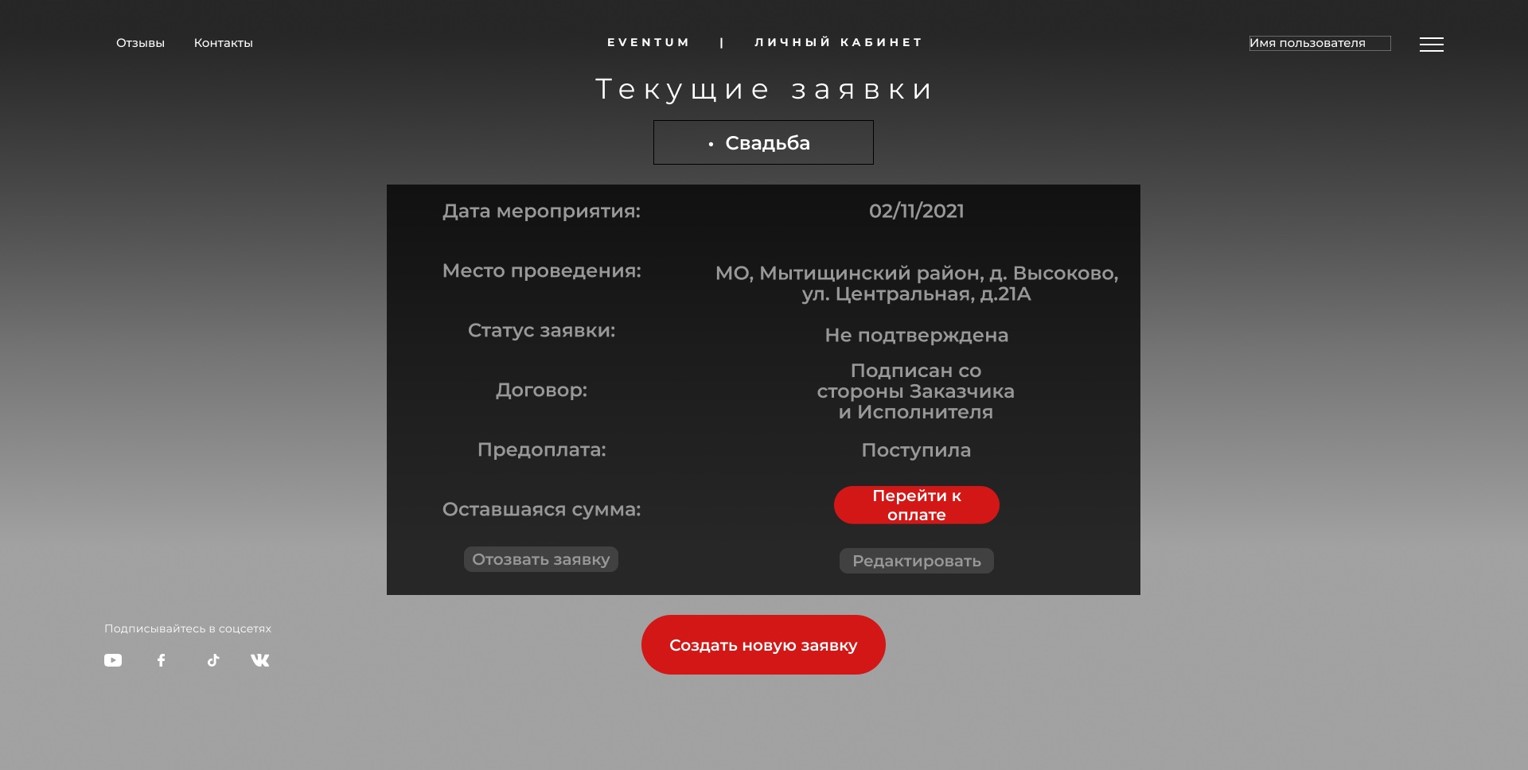 Отзывы Контакты EVENTUM | ЛИЧНЫЙ КАБИНЕТ Имя пользователя
Текущие заявки
• Свадьба
Дата мероприятия: 02/11/2021
Место проведения: МО, Мытищинский район, д. Высоково,
ул. Центральная, д.21А
Статус заявки: Не подтверждена
Договор: Подписан со
стороны Заказчика
и Исполнителя
Предоплата: Поступила
Оставшаяся сумма: Перейти к
оплате
Отозвать заявку Редактировать
Подписывайтесь в соцсетях
Создать новую заявку